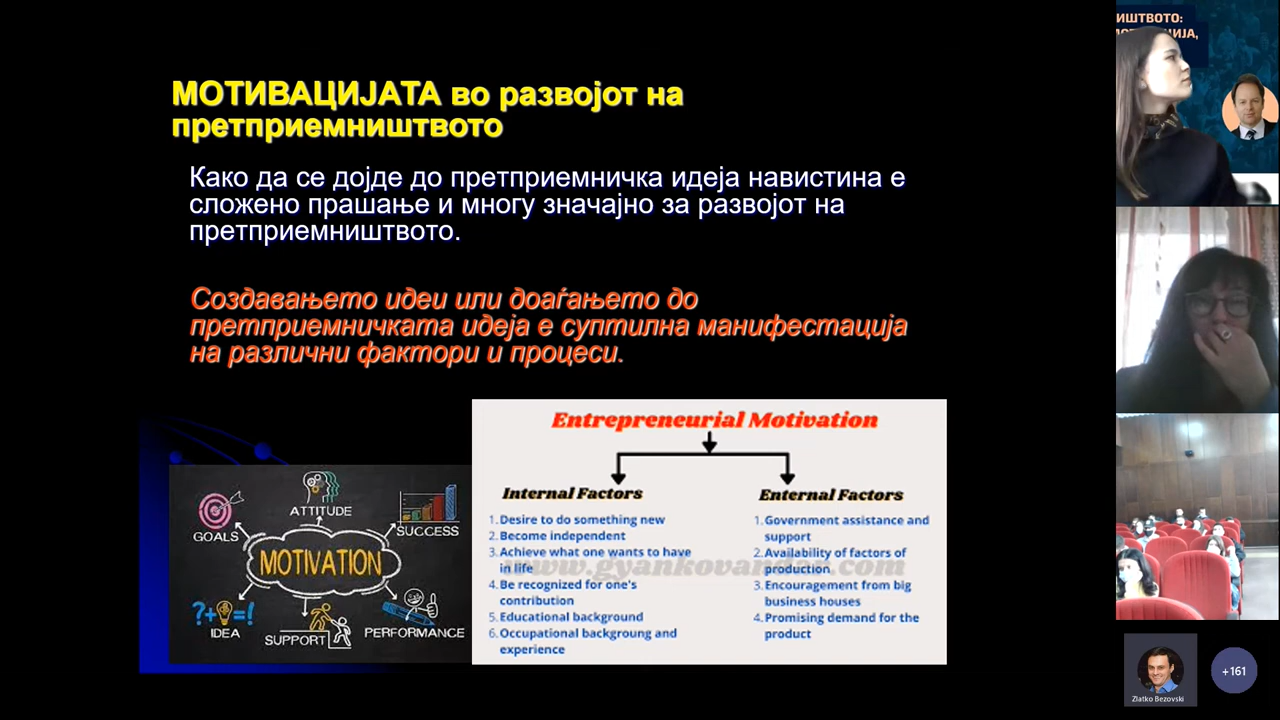 МОТИВАЦИЈАТА во развојот на
претприемништвото
Како да се дојде до претприемничка идеја навистина е
сложено прашање и многу значајно за развојот на
претприемништвото.
Создавањето идеи или доаѓањето до
претприемничката идеја е суптилна манифестација
на различни фактори и процеси.
ATTITUDE
GOALS
SUCCESS
MOTIVATION
?+ =!
IDEA
SUPPORT
PERFORMANCE
Entrepreneurial Motivation
Internal Factors
1. Desire to do something new
2. Become independent
3. Achieve what one wants to have
in life
4. Be recognized for one's
contribution
5. Educational background
6. Occupational backgroung and
experience
Enternal Factors
1. Government assistance and
support
2. Availability of factors of
production
3. Encouragement from big
business houses
4. Promising demand for the
product
ИШТВОТО:
ИЈА,
Zlatko Bezovski
+161